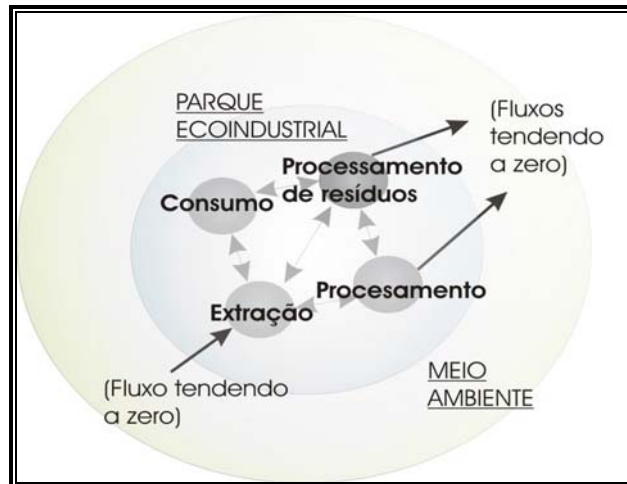 PARQUE
ECOINDUSTRIAL
(Fluxos
tendendo
a zero)
Processamento
de resíduos
Consumo
Procesamento
Extração
(Fluxo tendendo
a zero)
MEIO
AMBIENTE